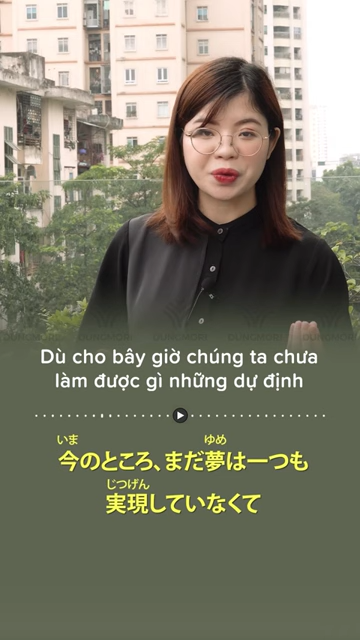 Dù cho bây giờ chúng ta chưa
làm được gì những dự định
いま ゆめ
今のところ、まだ夢は一つも
じつげん
実現していなくて